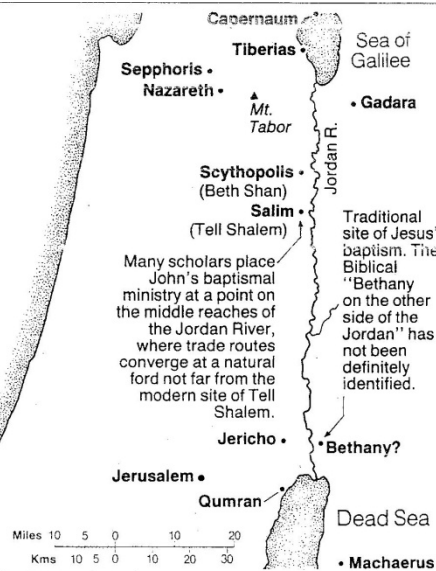 Capernaum
Tiberias
Sea of
Galilee
Sepphoris
Nazareth
Mt.
Tabor
Gadara
Jordan R.
Scythopolis
(Beth Shan)
Salim
(Tell Shalem)
Many scholars place
John's baptismal
ministry at a point on
the middle reaches of
the Jordan River,
where trade routes
converge at a natural
ford not far from the
modern site of Tell
Shalem.
Traditional
site of Jesus'
baptism. The
Biblical
"Bethany
on the other
side of the
Jordan" has
not been
definitely
identified.
Jericho
Bethany?
Jerusalem
Qumran
Dead Sea
Machaerus
Miles 10 5 0 10 20
Kms 10 5 0 10 20 30